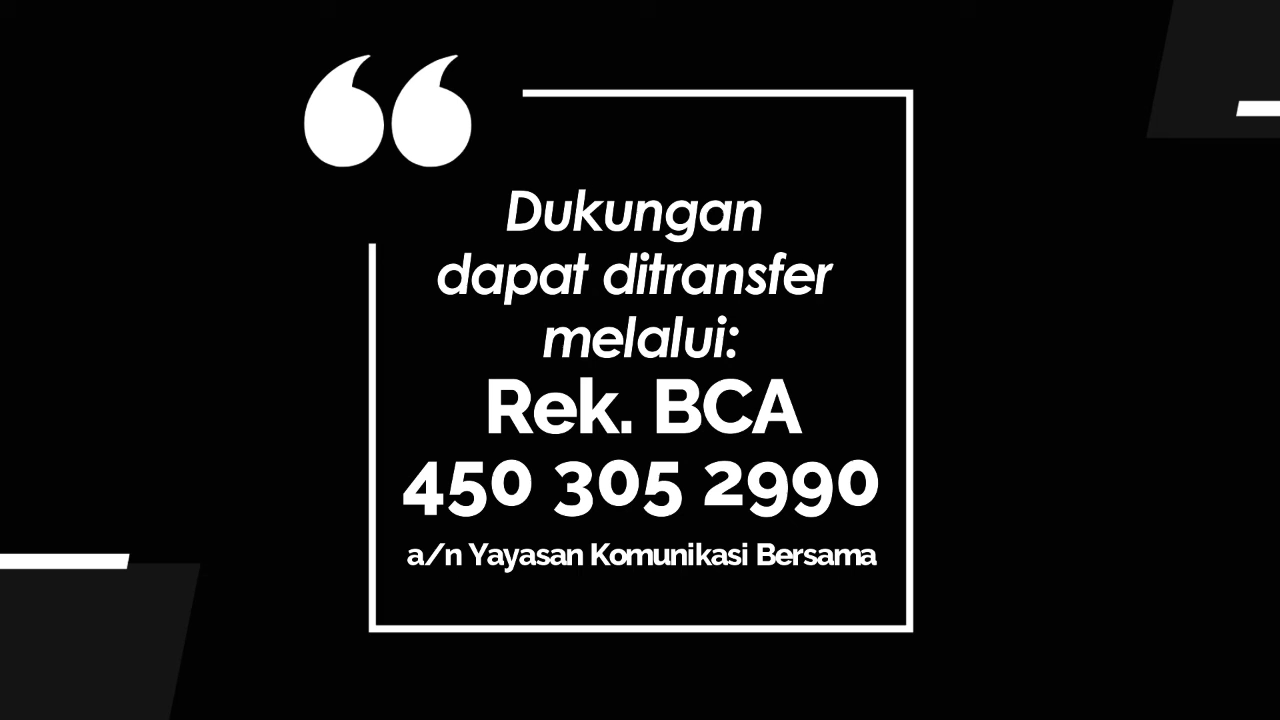 Dukungan
dapat ditransfer
melalui:
Rek. BCA
450 305 2990
a/n Yayasan Komunikasi Bersama